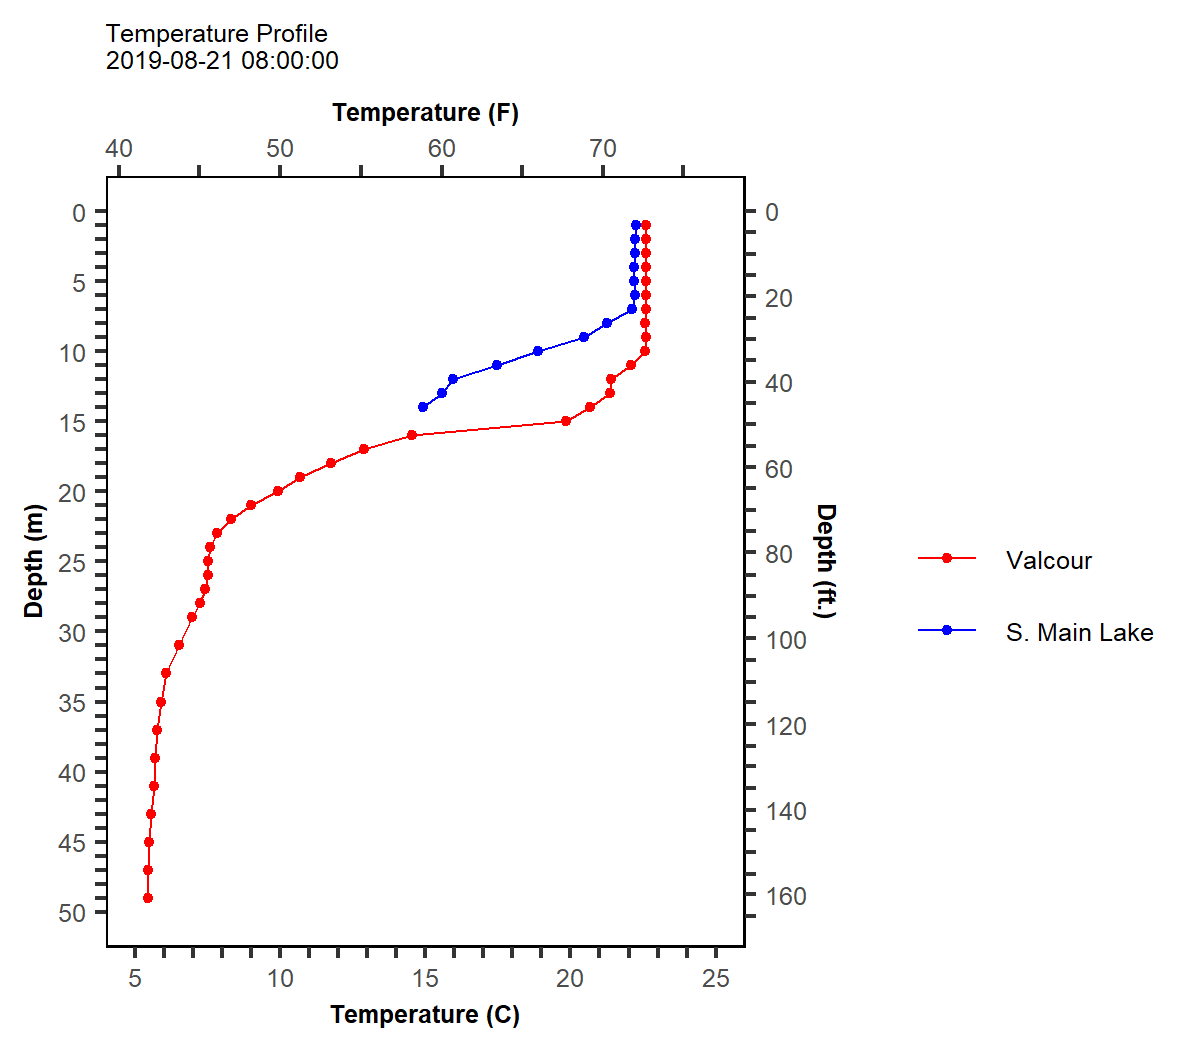 Temperature Profile
2019-08-21 08:00:00
Temperature (F)
40 50 60 70
0
5
10
15
20
25
30
35
40
45
50
Depth (m)
0
20
40
60
80
100
120
140
160
Depth (ft.)
Valcour
S. Main Lake
5 10 15 20 25
Temperature (C)